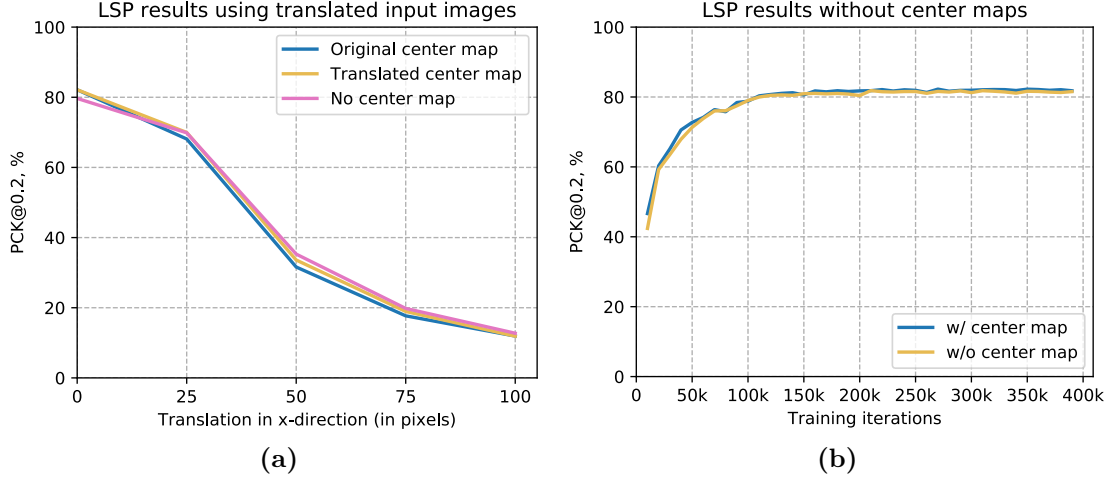 LSP results using translated input images
100
80
60
40
20
0
PCK@0.2, %
Original center map
Translated center map
No center map
0 25 50 75 100
Translation in x-direction (in pixels)
(a)
LSP results without center maps
100
80
60
40
20
0
PCK@0.2, %
w/ center map
w/o center map
0 50k 100k 150k 200k 250k 300k 350k 400k
Training iterations
(b)